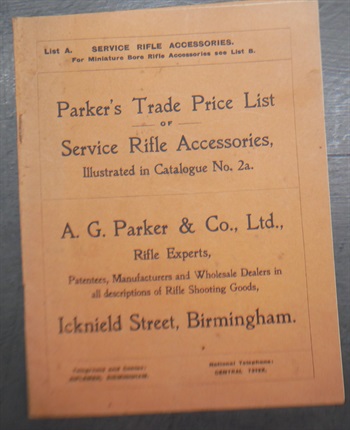 List A. SERVICE RIFLE ACCESSORIES.
For Miniature Bore Rifle Accessories see List B.
Parker's Trade Price List
OF
Service Rifle Accessories,
Illustrated in Catalogue No. 2a.
A. G. Parker & Co., Ltd.,
Rifle Experts,
Patentees, Manufacturers and Wholesale Dealers in
all descriptions of Rifle Shooting Goods,
Icknield Street, Birmingham.
National Telephone:
CENTRAL